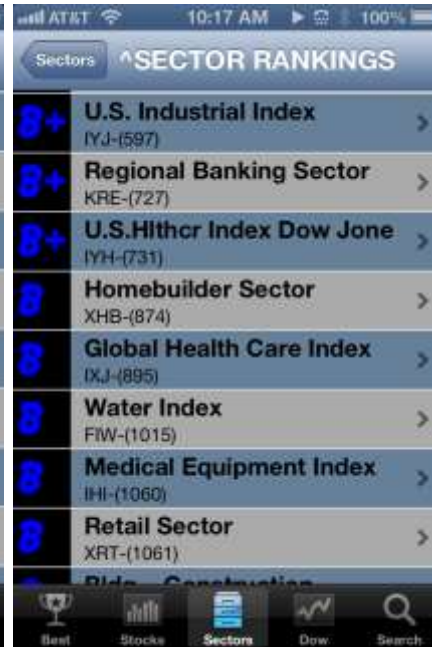 AT&T 10:17 AM 100%
Sectors ^SECTOR RANKINGS
B+ U.S. Industrial Index
IYJ-(597)
B+ Regional Banking Sector
KRE-(727)
B+ U.S.Hlthcr Index Dow Jone
IYH-(731)
B Homebuilder Sector
XHB-(874)
B Global Health Care Index
IXJ-(895)
B Water Index
FIW-(1015)
B Medical Equipment Index
IHI-(1060)
B Retail Sector
XRT-(1061)
Bldg - Construction
Best Stocks Sectors Dow Search